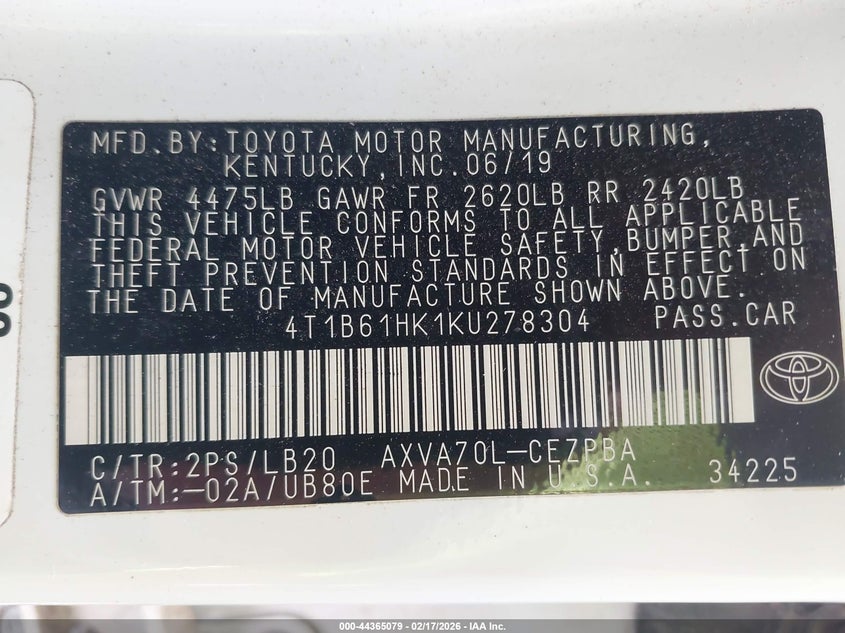 MFD.BY:TOYOTA MOTOR MANUFACTURING,
KENTUCKY,INC.06/19
GVWR 4475LB GAWR FR 2620LB RR 2420LB
THIS VEHICLE CONFORMS TO ALL APPLICABLE
FEDERAL MOTOR VEHICLE SAFETY,BUMPER,AND
THEFT PREVENTION STANDARDS IN EFFECT ON
THE DATE OF MANUFACTURE SHOWN ABOVE.
4T1B61HK1KU278304 PASS.CAR
C/TR:2PS/LB20 AXVA70L-CEZPBA
A/TM:-02A/UB80E MADE IN U.S.A. 34225
000-44365079 - 02/17/2026 - IAA Inc.